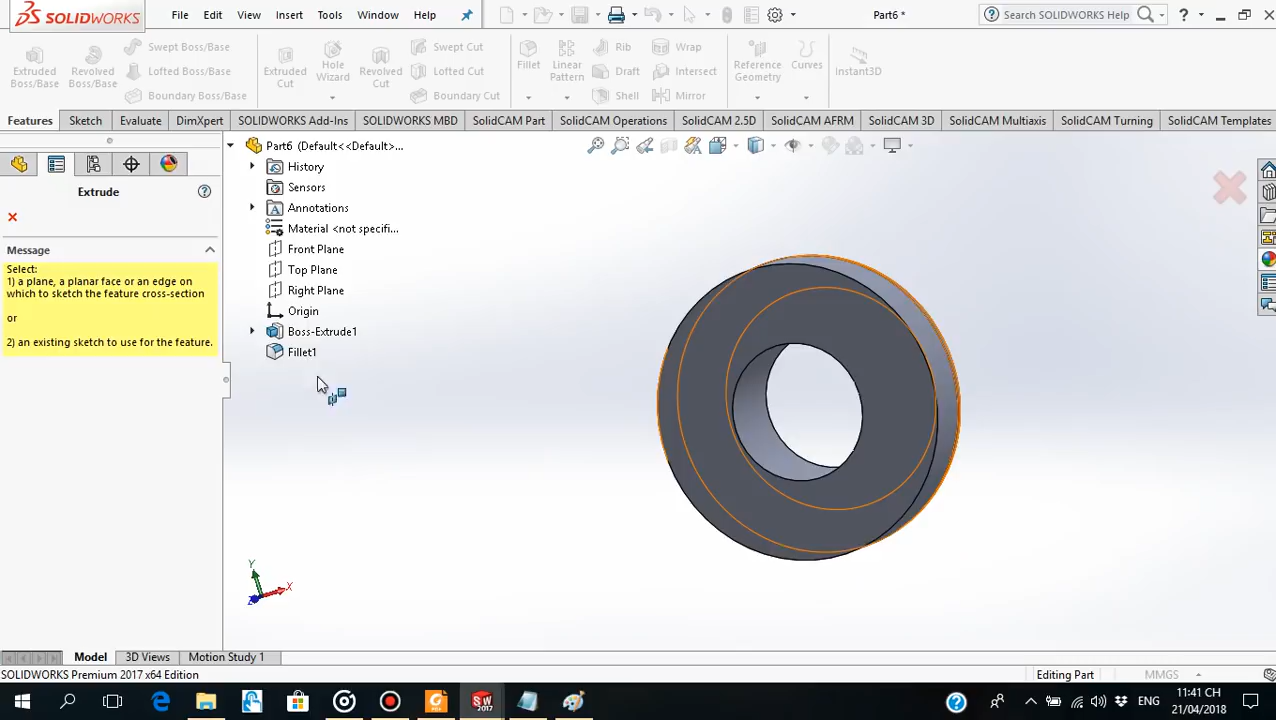 SOLIDWORKS File Edit View Insert Tools Window Help Part6 * Search SOLIDWORKS Help ?
Extruded Boss/Base Revolved Boss/Base Swept Boss/Base Lofted Boss/Base Boundary Boss/Base Extruded Cut Hole Wizard Revolved Cut Swept Cut Lofted Cut Boundary Cut Fillet Linear Pattern Rib Draft Shell Wrap Intersect Mirror Reference Geometry Curves Instant3D
Features Sketch Evaluate DimXpert SOLIDWORKS Add-Ins SOLIDWORKS MBD SolidCAM Part SolidCAM Operations SolidCAM 2.5D SolidCAM AFRM SolidCAM 3D SolidCAM Multiaxis SolidCAM Turning SolidCAM Templates
Extrude
?
Message
Select:
1) a plane, a planar face or an edge on
which to sketch the feature cross-section
or
2) an existing sketch to use for the feature.
Part6 (Default<<Default>...
History
Sensors
Annotations
Material <not specifi...
Front Plane
Top Plane
Right Plane
Origin
Boss-Extrude1
Fillet1
Y
X
Z
Model 3D Views Motion Study 1
SOLIDWORKS Premium 2017 x64 Edition Editing Part MMGS
SW 2017 ENG 11:41 CH
21/04/2018